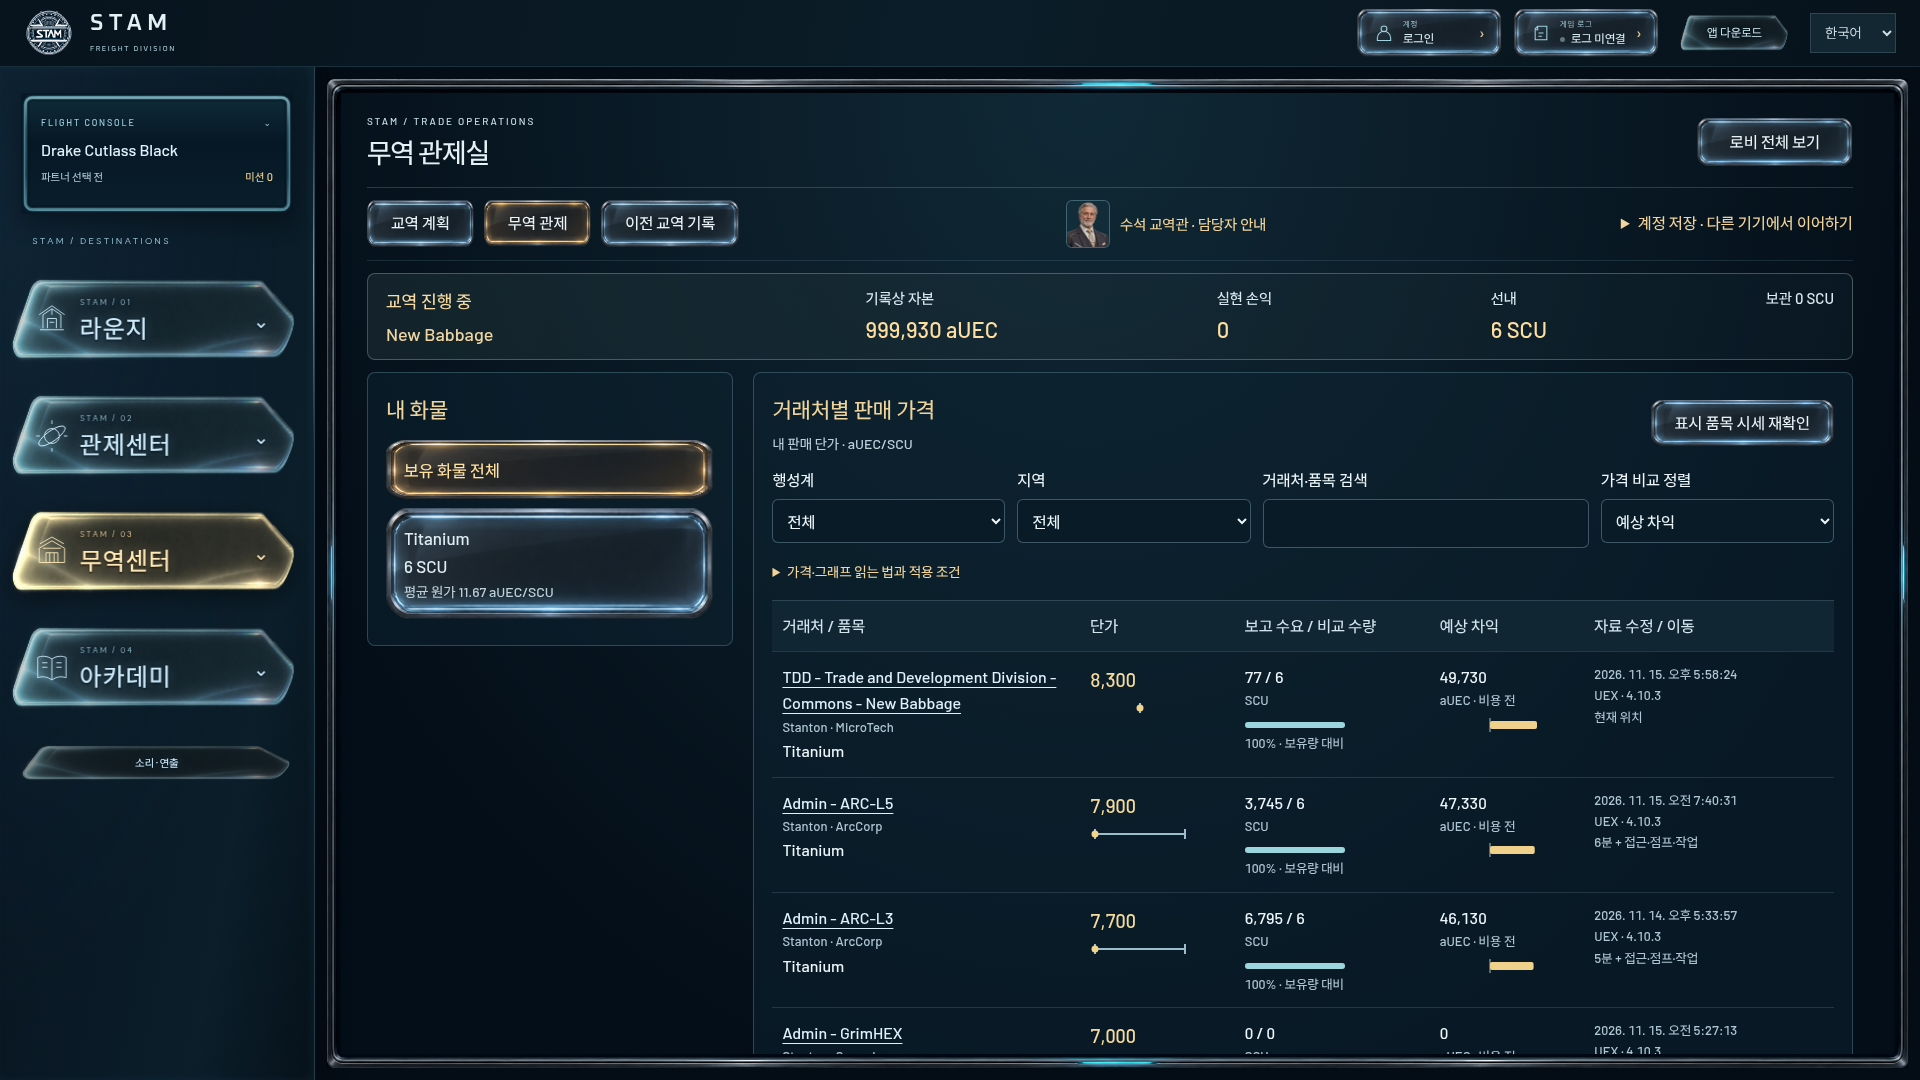 STAM
STAM
FREIGHT DIVISION
계정
로그인
게임 로그
로그 미연결
앱 다운로드
한국어
FLIGHT CONSOLE
Drake Cutlass Black
파트너 선택 전
미션 0
STAM / DESTINATIONS
STAM / 01
라운지
STAM / 02
관제센터
STAM / 03
무역센터
STAM / 04
아카데미
소리·연출
STAM / TRADE OPERATIONS
무역 관제실
로비 전체 보기
교역 계획
무역 관제
이전 교역 기록
수석 교역관 · 담당자 안내
▶ 계정 저장 · 다른 기기에서 이어하기
교역 진행 중
New Babbage
기록상 자본
999,930 aUEC
실현 손익
0
선내
6 SCU
보관 0 SCU
내 화물
보유 화물 전체
Titanium
6 SCU
평균 원가 11.67 aUEC/SCU
거래처별 판매 가격
내 판매 단가 · aUEC/SCU
표시 품목 시세 재확인
행성계
전체
지역
전체
거래처·품목 검색
가격 비교 정렬
예상 차익
▶ 가격·그래프 읽는 법과 적용 조건
거래처 / 품목 단가 보고 수요 / 비교 수량 예상 차익 자료 수정 / 이동
TDD - Trade and Development Division -
Commons - New Babbage
Stanton · MicroTech
Titanium
8,300
77 / 6
SCU
100% · 보유량 대비
49,730
aUEC · 비용 전
2026. 11. 15. 오후 5:58:24
UEX · 4.10.3
현재 위치
Admin - ARC-L5
Stanton · ArcCorp
Titanium
7,900
3,745 / 6
SCU
100% · 보유량 대비
47,330
aUEC · 비용 전
2026. 11. 15. 오전 7:40:31
UEX · 4.10.3
6분 + 접근·점프·작업
Admin - ARC-L3
Stanton · ArcCorp
Titanium
7,700
6,795 / 6
SCU
100% · 보유량 대비
46,130
aUEC · 비용 전
2026. 11. 14. 오후 5:33:57
UEX · 4.10.3
5분 + 접근·점프·작업
Admin - GrimHEX
7,000
0 / 0
0
2026. 11. 15. 오전 5:27:13
UEX · 4.10.3